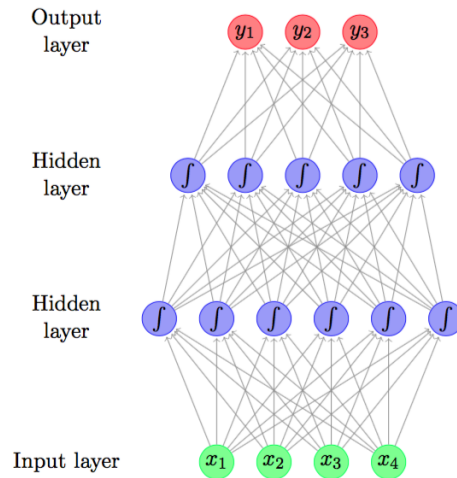 Output
layer
y₁ y₂ y₃
Hidden
layer
∫ ∫ ∫ ∫ ∫
Hidden
layer
∫ ∫ ∫ ∫ ∫ ∫
Input layer
x₁ x₂ x₃ x₄